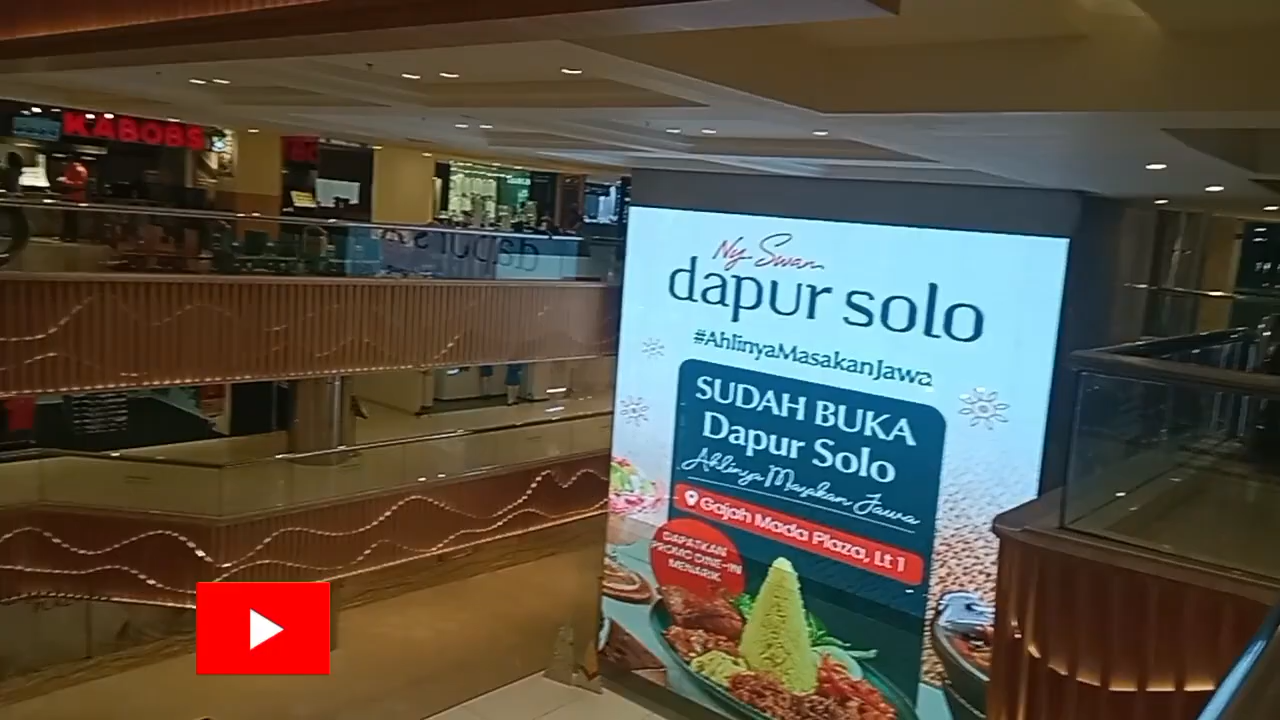 KABOBS
Ny Swan
dapur solo
#AhlinyaMasakanJawa
SUDAH BUKA
Dapur Solo
Ahlinya Masakan Jawa
Gajah Mada Plaza, Lt 1
DAPATKAN
PROMO DINE-IN
MENARIK